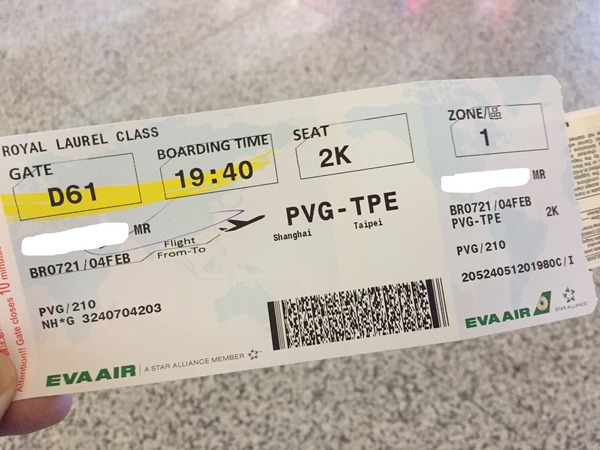 ROYAL LAUREL CLASS
GATE
D61
BOARDING TIME
19:40
SEAT
2K
MR
BR0721/04FEB
Flight
From-To
PVG-TPE
Shanghai Taipei
PVG/210
NH*G 3240704203
EVA AIR A STAR ALLIANCE MEMBER
Attention!! Gate closes 10 minutes
ZONE/區
1
MR
BR0721/04FEB
PVG-TPE 2K
PVG/210
20524051201980C/I
EVA AIR
STAR ALLIANCE